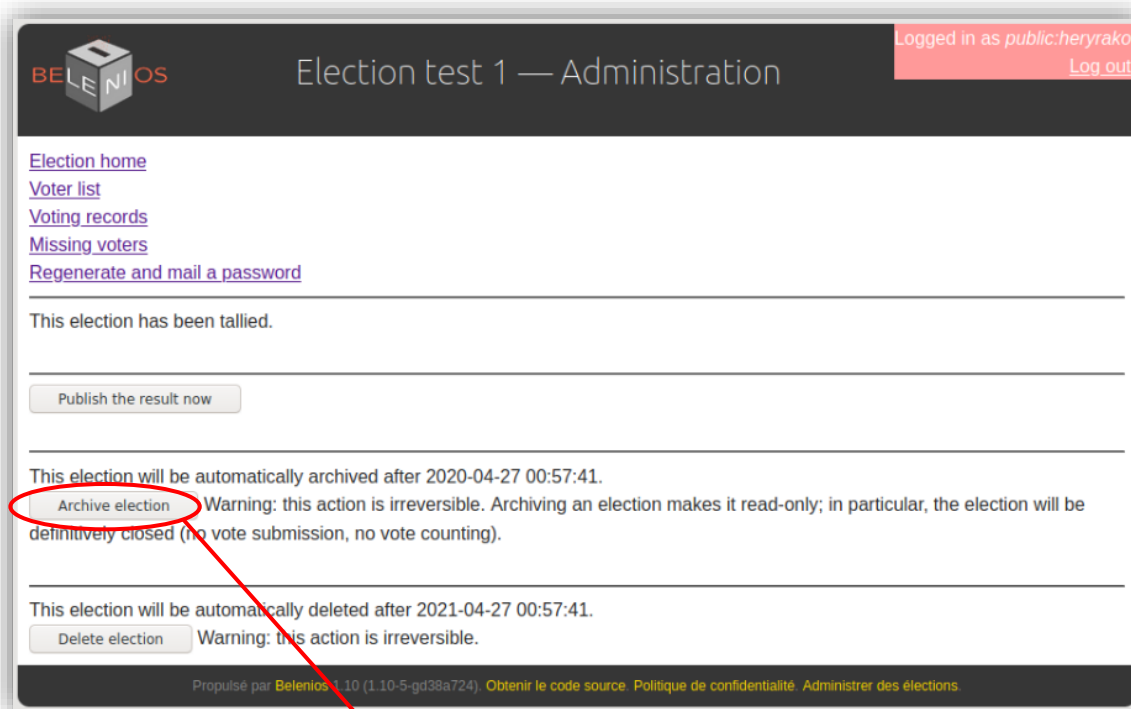 Logged in as public:heryrako
Log out
BELENIOS
Election test 1 — Administration
Election home
Voter list
Voting records
Missing voters
Regenerate and mail a password
This election has been tallied.
Publish the result now
This election will be automatically archived after 2020-04-27 00:57:41.
Archive election Warning: this action is irreversible. Archiving an election makes it read-only; in particular, the election will be
definitively closed (no vote submission, no vote counting).
This election will be automatically deleted after 2021-04-27 00:57:41.
Delete election Warning: this action is irreversible.
Propulsé par Belenios 1.10 (1.10-5-gd38a724). Obtenir le code source. Politique de confidentialité. Administrer des élections.